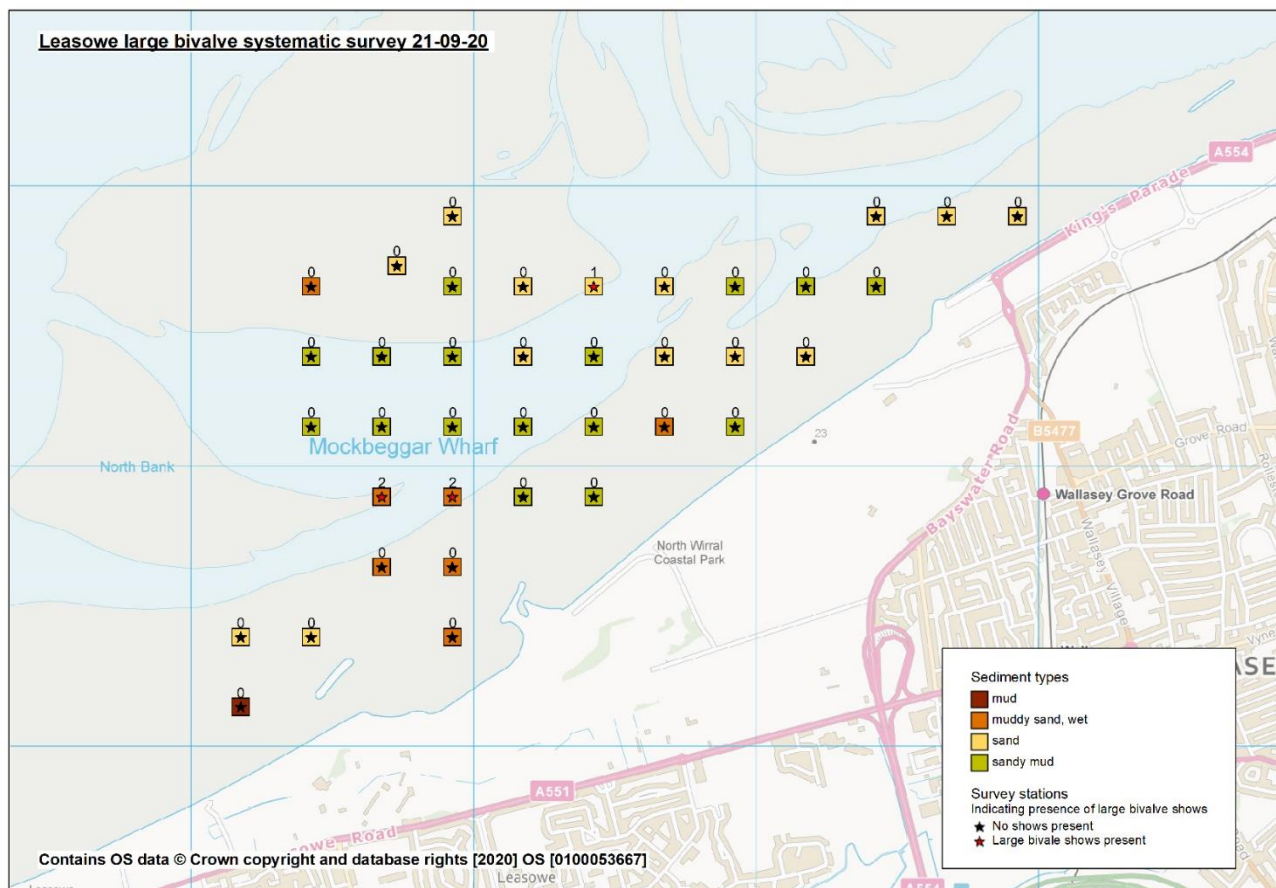 Leasowe large bivalve systematic survey 21-09-20
A554
King's Parade
0
0 0 0
0
0 0 0 1 0 0 0 0
0 0 0 0 0 0 0 0
0 0 0 0 0 0 0
Mockbeggar Wharf
23
B5477
Grove Road
North Bank
Bayswater Road
2 2 0 0
Wallasey Grove Road
North Wirral
Coastal Park
0 0
Wallasey Village
0 0 0
0
Sediment types
mud
muddy sand, wet
sand
sandy mud
Survey stations
Indicating presence of large bivalve shows
No shows present
Large bivale shows present
A551
Road
Contains OS data © Crown copyright and database rights [2020] OS [0100053667]
Leasowe